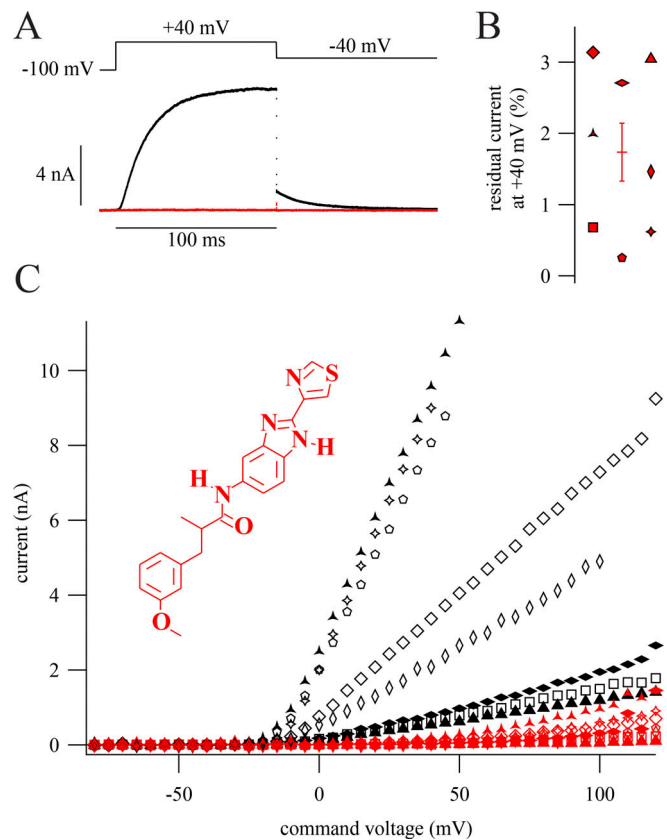 A
+40 mV
-40 mV
-100 mV
4 nA
100 ms
B
residual current
at +40 mV (%)
3
2
1
0
C
10
8
6
4
2
0
current (nA)
-50
0
50
100
command voltage (mV)
N
S
N
N
H
H
N
O
O